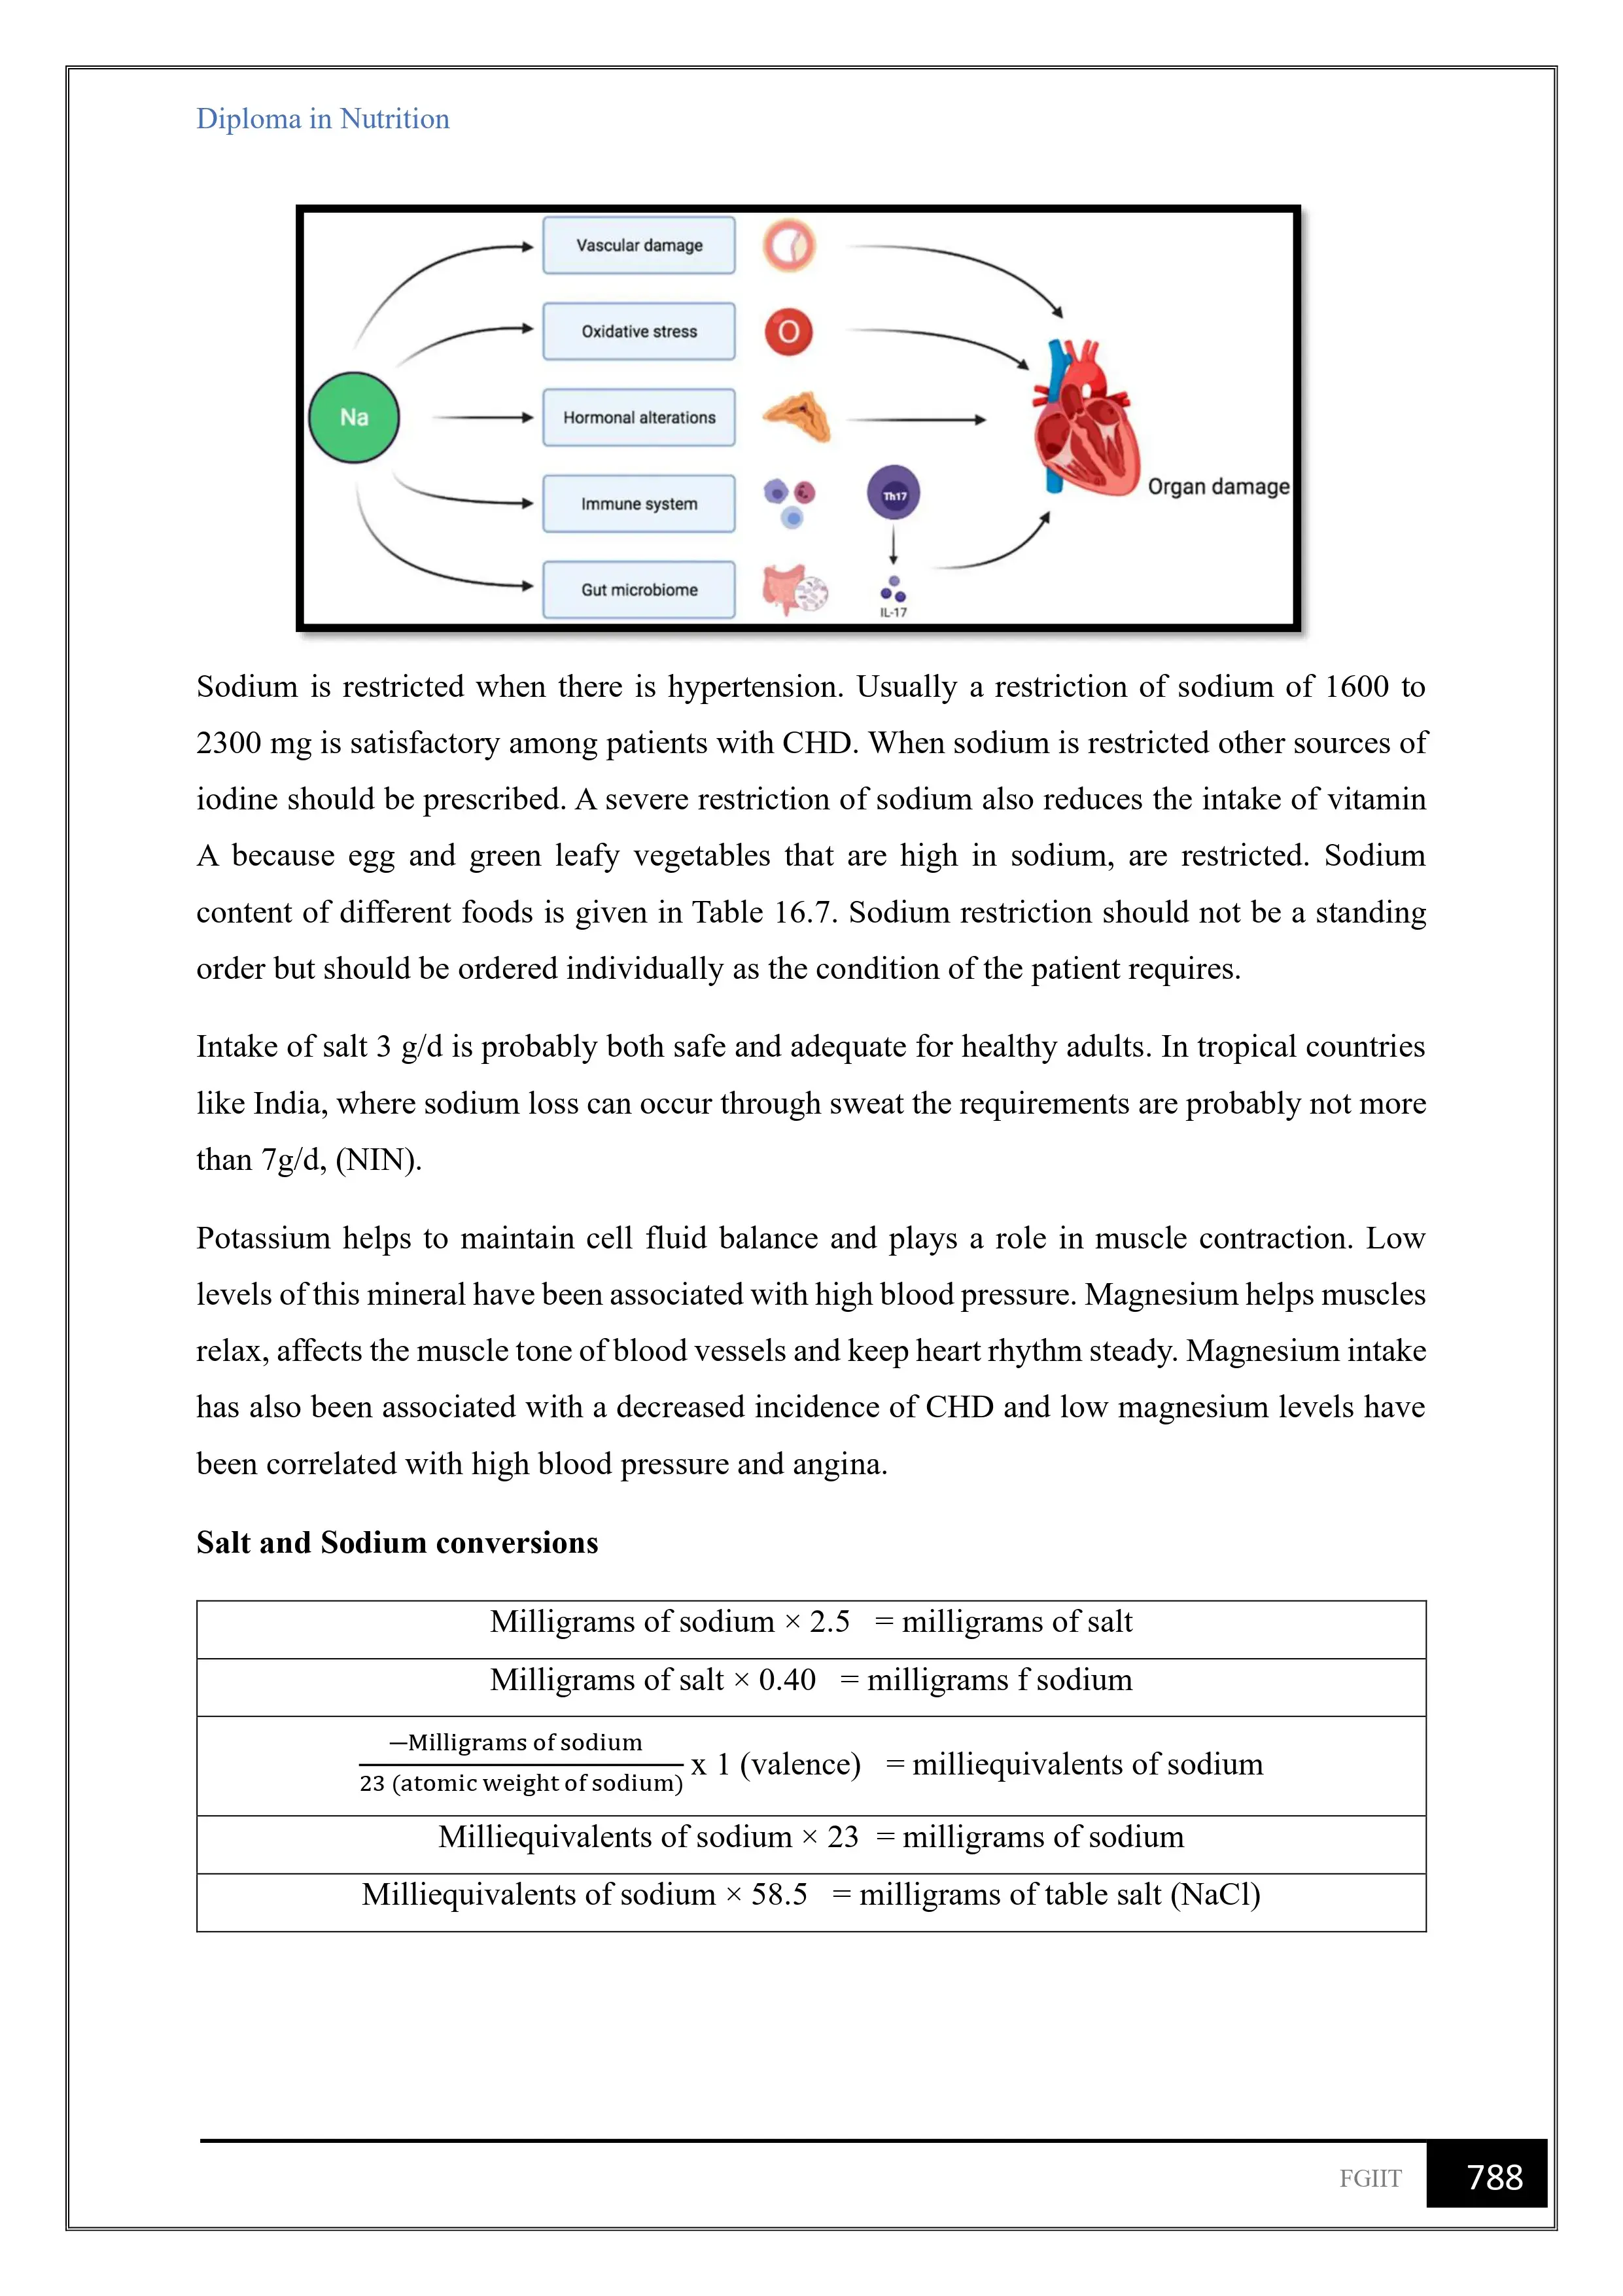 Diploma in Nutrition
Vascular damage
Oxidative stress
O
Na
Hormonal alterations
Immune system
Th17
Organ damage
Gut microbiome
IL-17
Sodium is restricted when there is hypertension. Usually a restriction of sodium of 1600 to
2300 mg is satisfactory among patients with CHD. When sodium is restricted other sources of
iodine should be prescribed. A severe restriction of sodium also reduces the intake of vitamin
A because egg and green leafy vegetables that are high in sodium, are restricted. Sodium
content of different foods is given in Table 16.7. Sodium restriction should not be a standing
order but should be ordered individually as the condition of the patient requires.
Intake of salt 3 g/d is probably both safe and adequate for healthy adults. In tropical countries
like India, where sodium loss can occur through sweat the requirements are probably not more
than 7g/d, (NIN).
Potassium helps to maintain cell fluid balance and plays a role in muscle contraction. Low
levels of this mineral have been associated with high blood pressure. Magnesium helps muscles
relax, affects the muscle tone of blood vessels and keep heart rhythm steady. Magnesium intake
has also been associated with a decreased incidence of CHD and low magnesium levels have
been correlated with high blood pressure and angina.
Salt and Sodium conversions
Milligrams of sodium × 2.5 = milligrams of salt
Milligrams of salt × 0.40 = milligrams f sodium
—Milligrams of sodium
23 (atomic weight of sodium) x 1 (valence) = milliequivalents of sodium
Milliequivalents of sodium × 23 = milligrams of sodium
Milliequivalents of sodium × 58.5 = milligrams of table salt (NaCl)
FGIIT 788